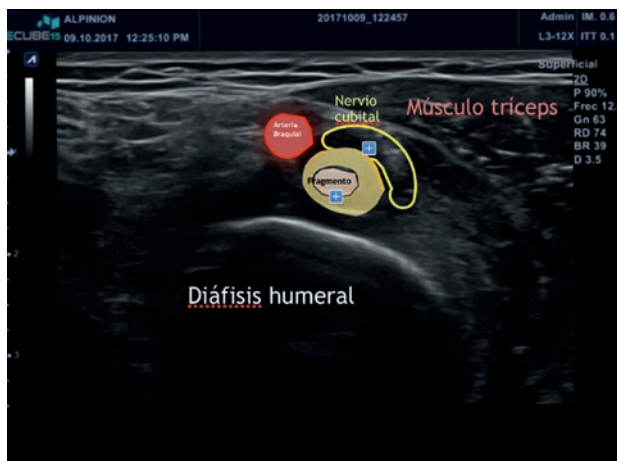 ALPINION
20171009_122457
Admin
IM. 0.6
ECUBE15
09.10.2017 12:25:10 PM
L3-12X
ITT 0.1
Superficial
2D
P 90%
Frec 12.
Gn 63
RD 74
BR 39
D 3.5
Nervio
cubital
Músculo tríceps
Arteria
Braquial
Fragmento
2
Diáfisis humeral
3